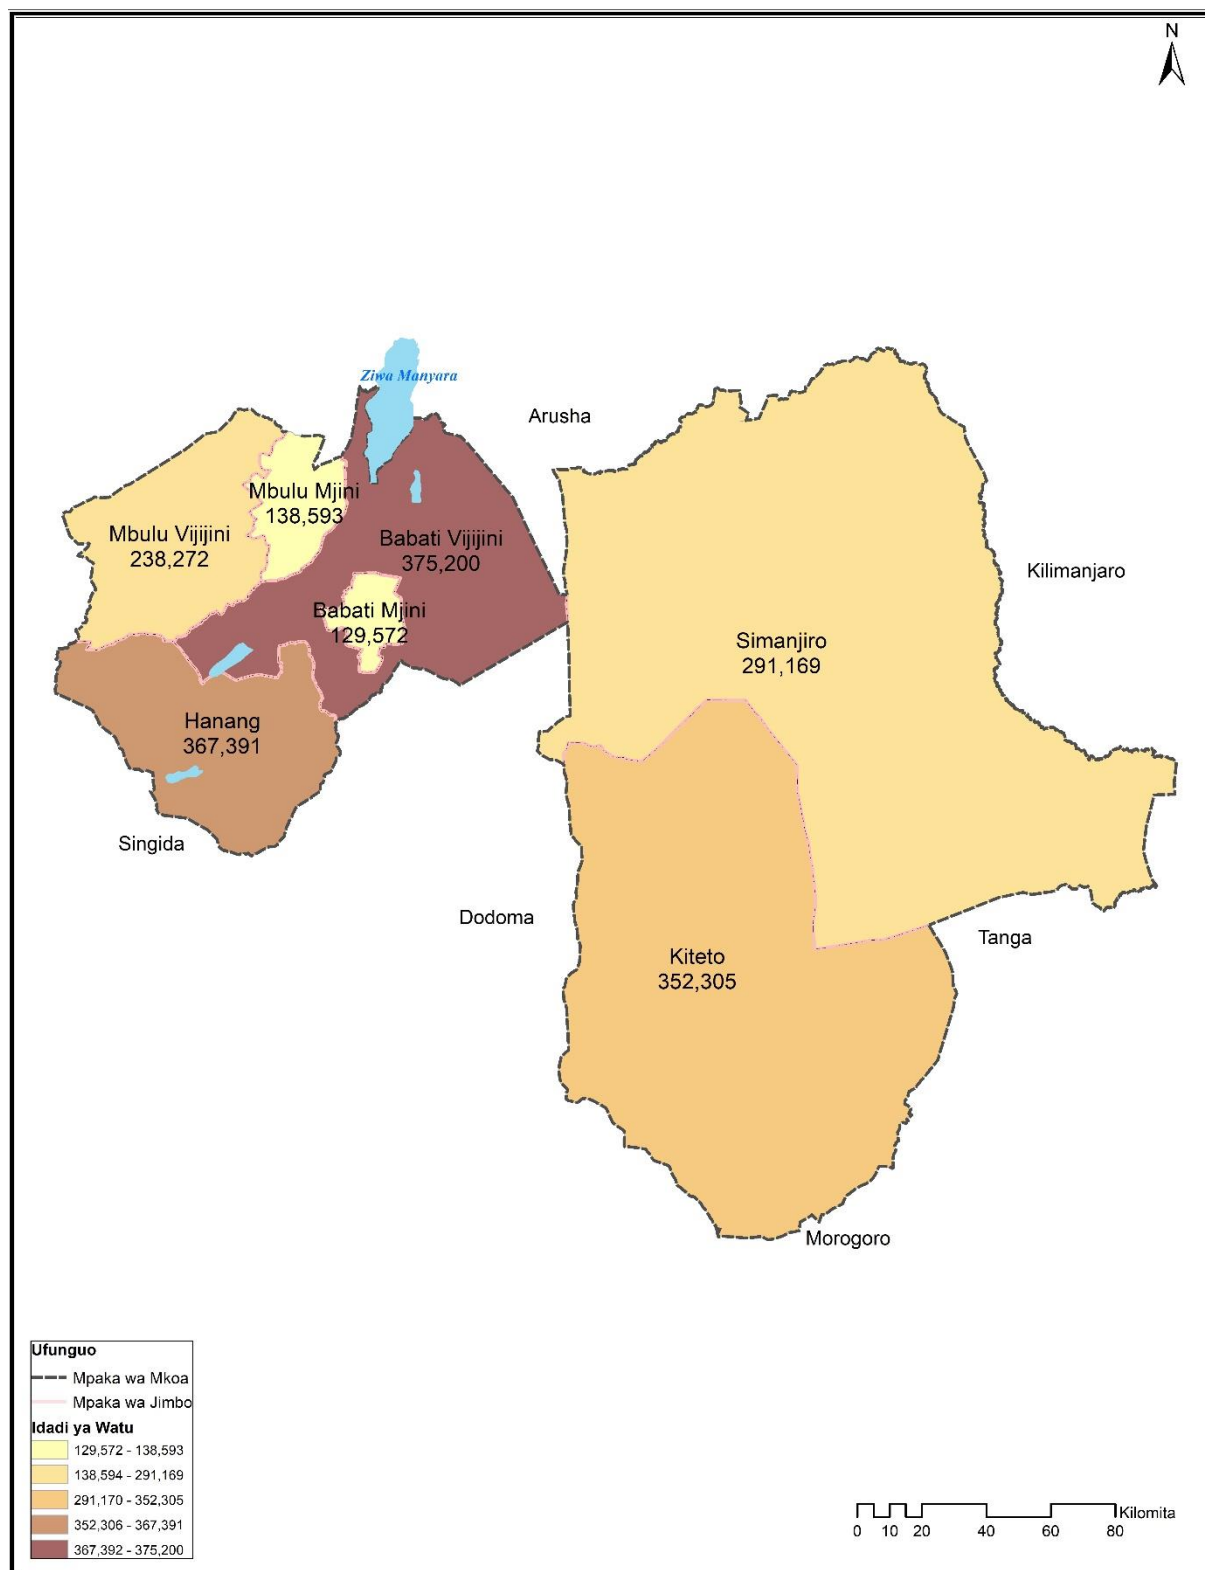 N
Ziwa Manyara
Arusha
Mbulu Mjini
138,593
Mbulu Vijijini
238,272
Babati Vijijini
375,200
Kilimanjaro
Babati Mjini
129,572
Simanjiro
291,169
Hanang
367,391
Singida
Dodoma
Tanga
Kiteto
352,305
Morogoro
Ufunguo
Mpaka wa Mkoa
Mpaka wa Jimbo
Idadi ya Watu
129,572 - 138,593
138,594 - 291,169
291,170 - 352,305
352,306 - 367,391
367,392 - 375,200
Kilomita
0 10 20 40 60 80